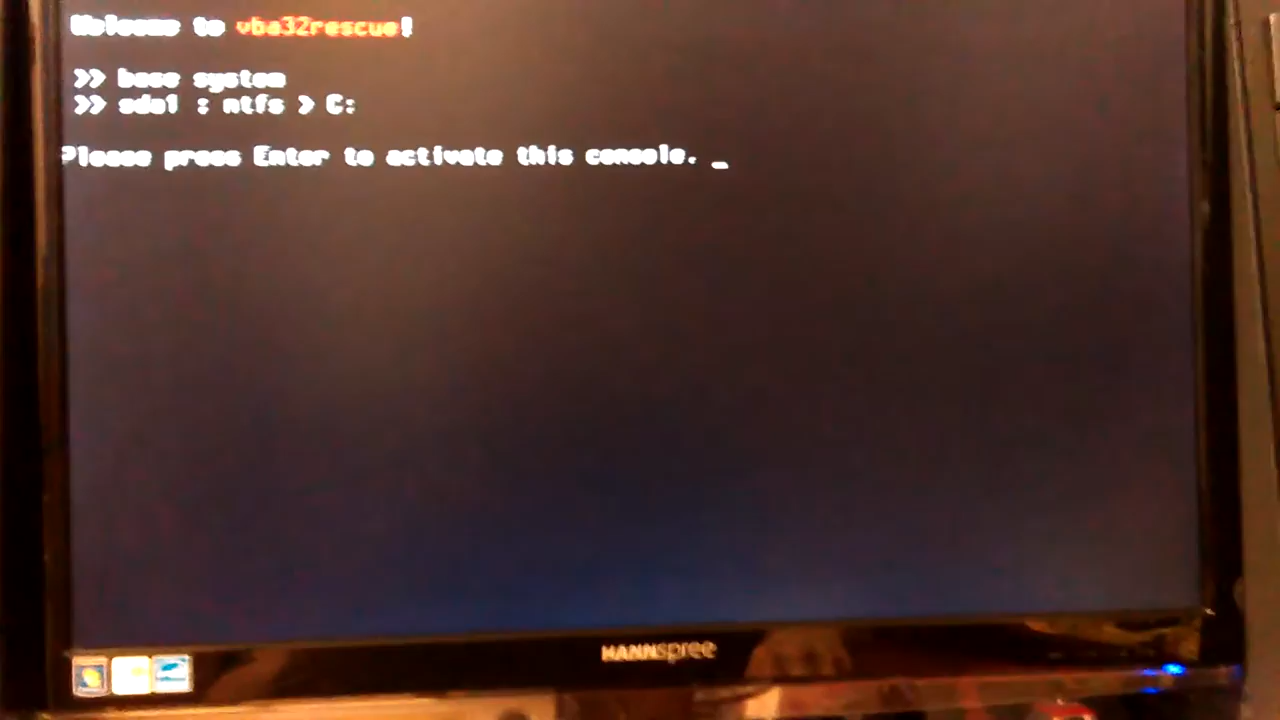 Welcome to vba32rescue!
>> base system
>> sda1 : ntfs > C:
Please press Enter to activate this console. _
HANNspree